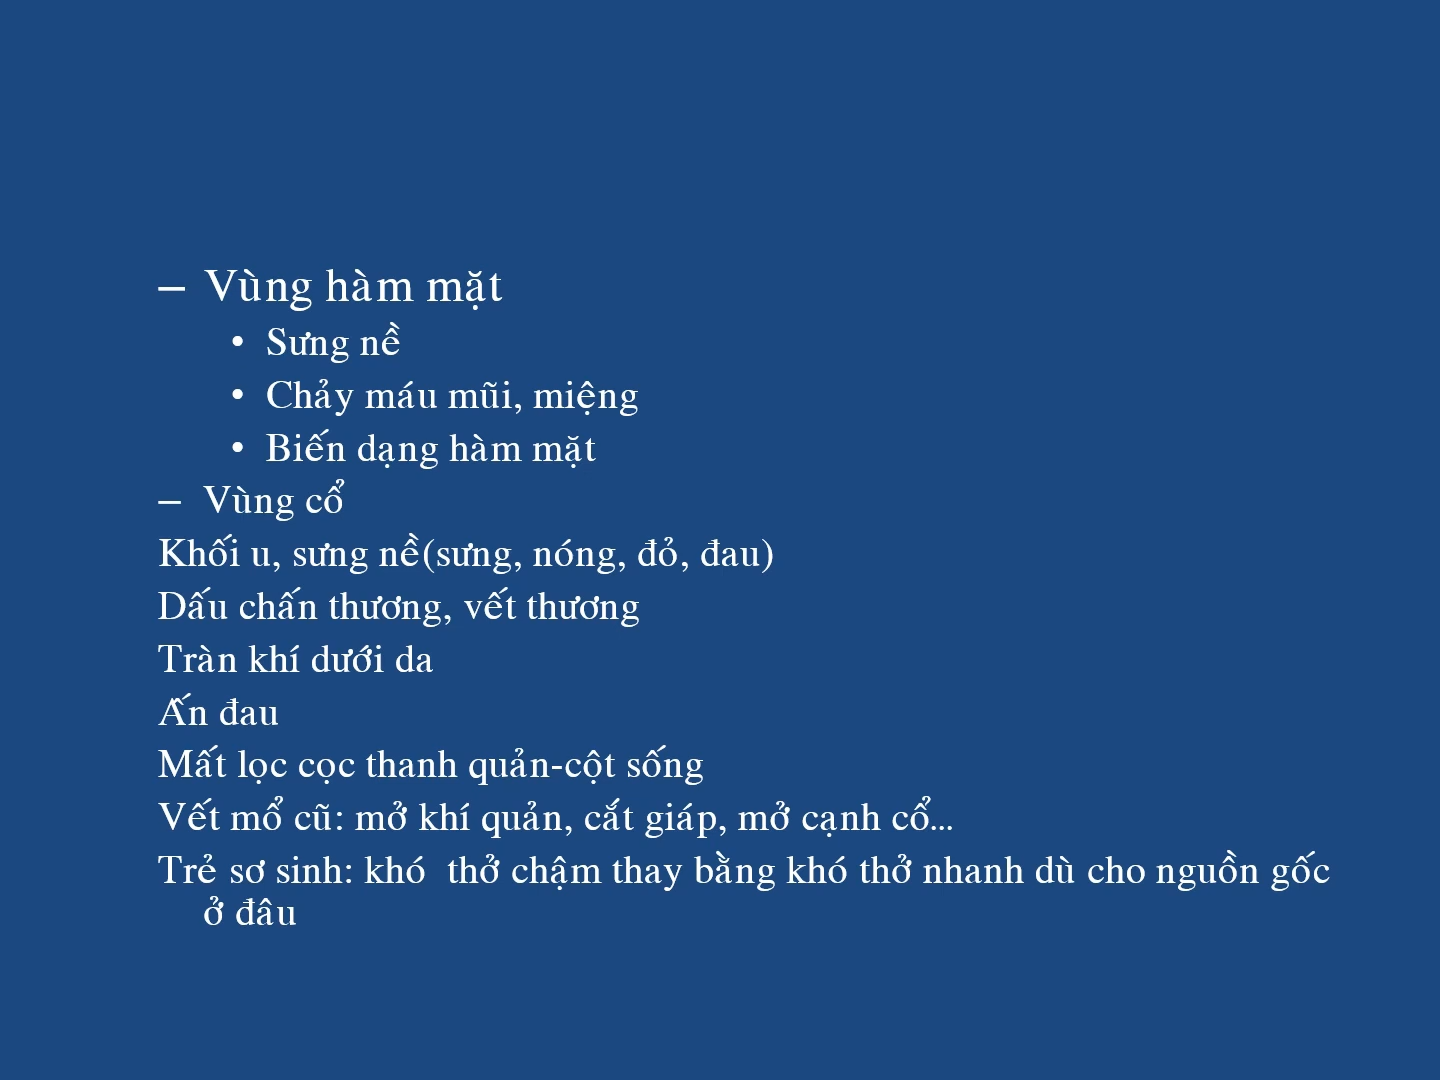 – Vùng hàm mặt
• Sưng nề
• Chảy máu mũi, miệng
• Biến dạng hàm mặt
– Vùng cổ
Khối u, sưng nề(sưng, nóng, đỏ, đau)
Dấu chấn thương, vết thương
Tràn khí dưới da
Ấn đau
Mất lọc cọc thanh quản-cột sống
Vết mổ cũ: mở khí quản, cắt giáp, mở cạnh cổ…
Trẻ sơ sinh: khó  thở chậm thay bằng khó thở nhanh dù cho nguồn gốc
ở đâu